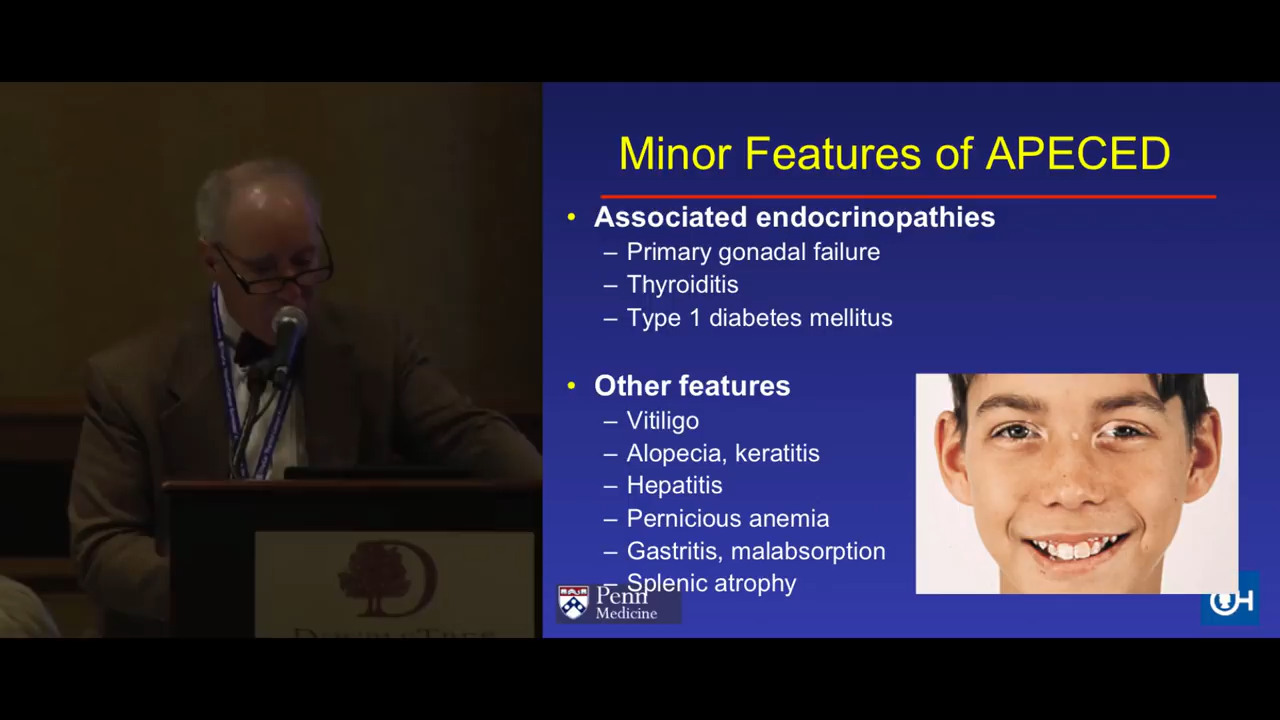 Minor Features of APECED
• Associated endocrinopathies
– Primary gonadal failure
– Thyroiditis
– Type 1 diabetes mellitus
• Other features
– Vitiligo
– Alopecia, keratitis
– Hepatitis
– Pernicious anemia
– Gastritis, malabsorption
– Splenic atrophy
Penn
Medicine
D
DOUBLETREE